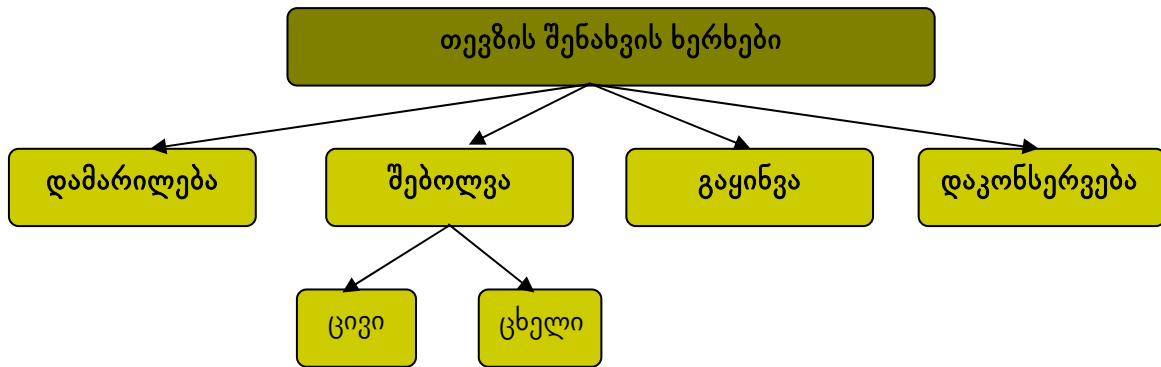 თევზის შენახვის ხერხები
დამარილება
შებოლვა
გაყინვა
დაკონსერვება
ცივი
ცხელი